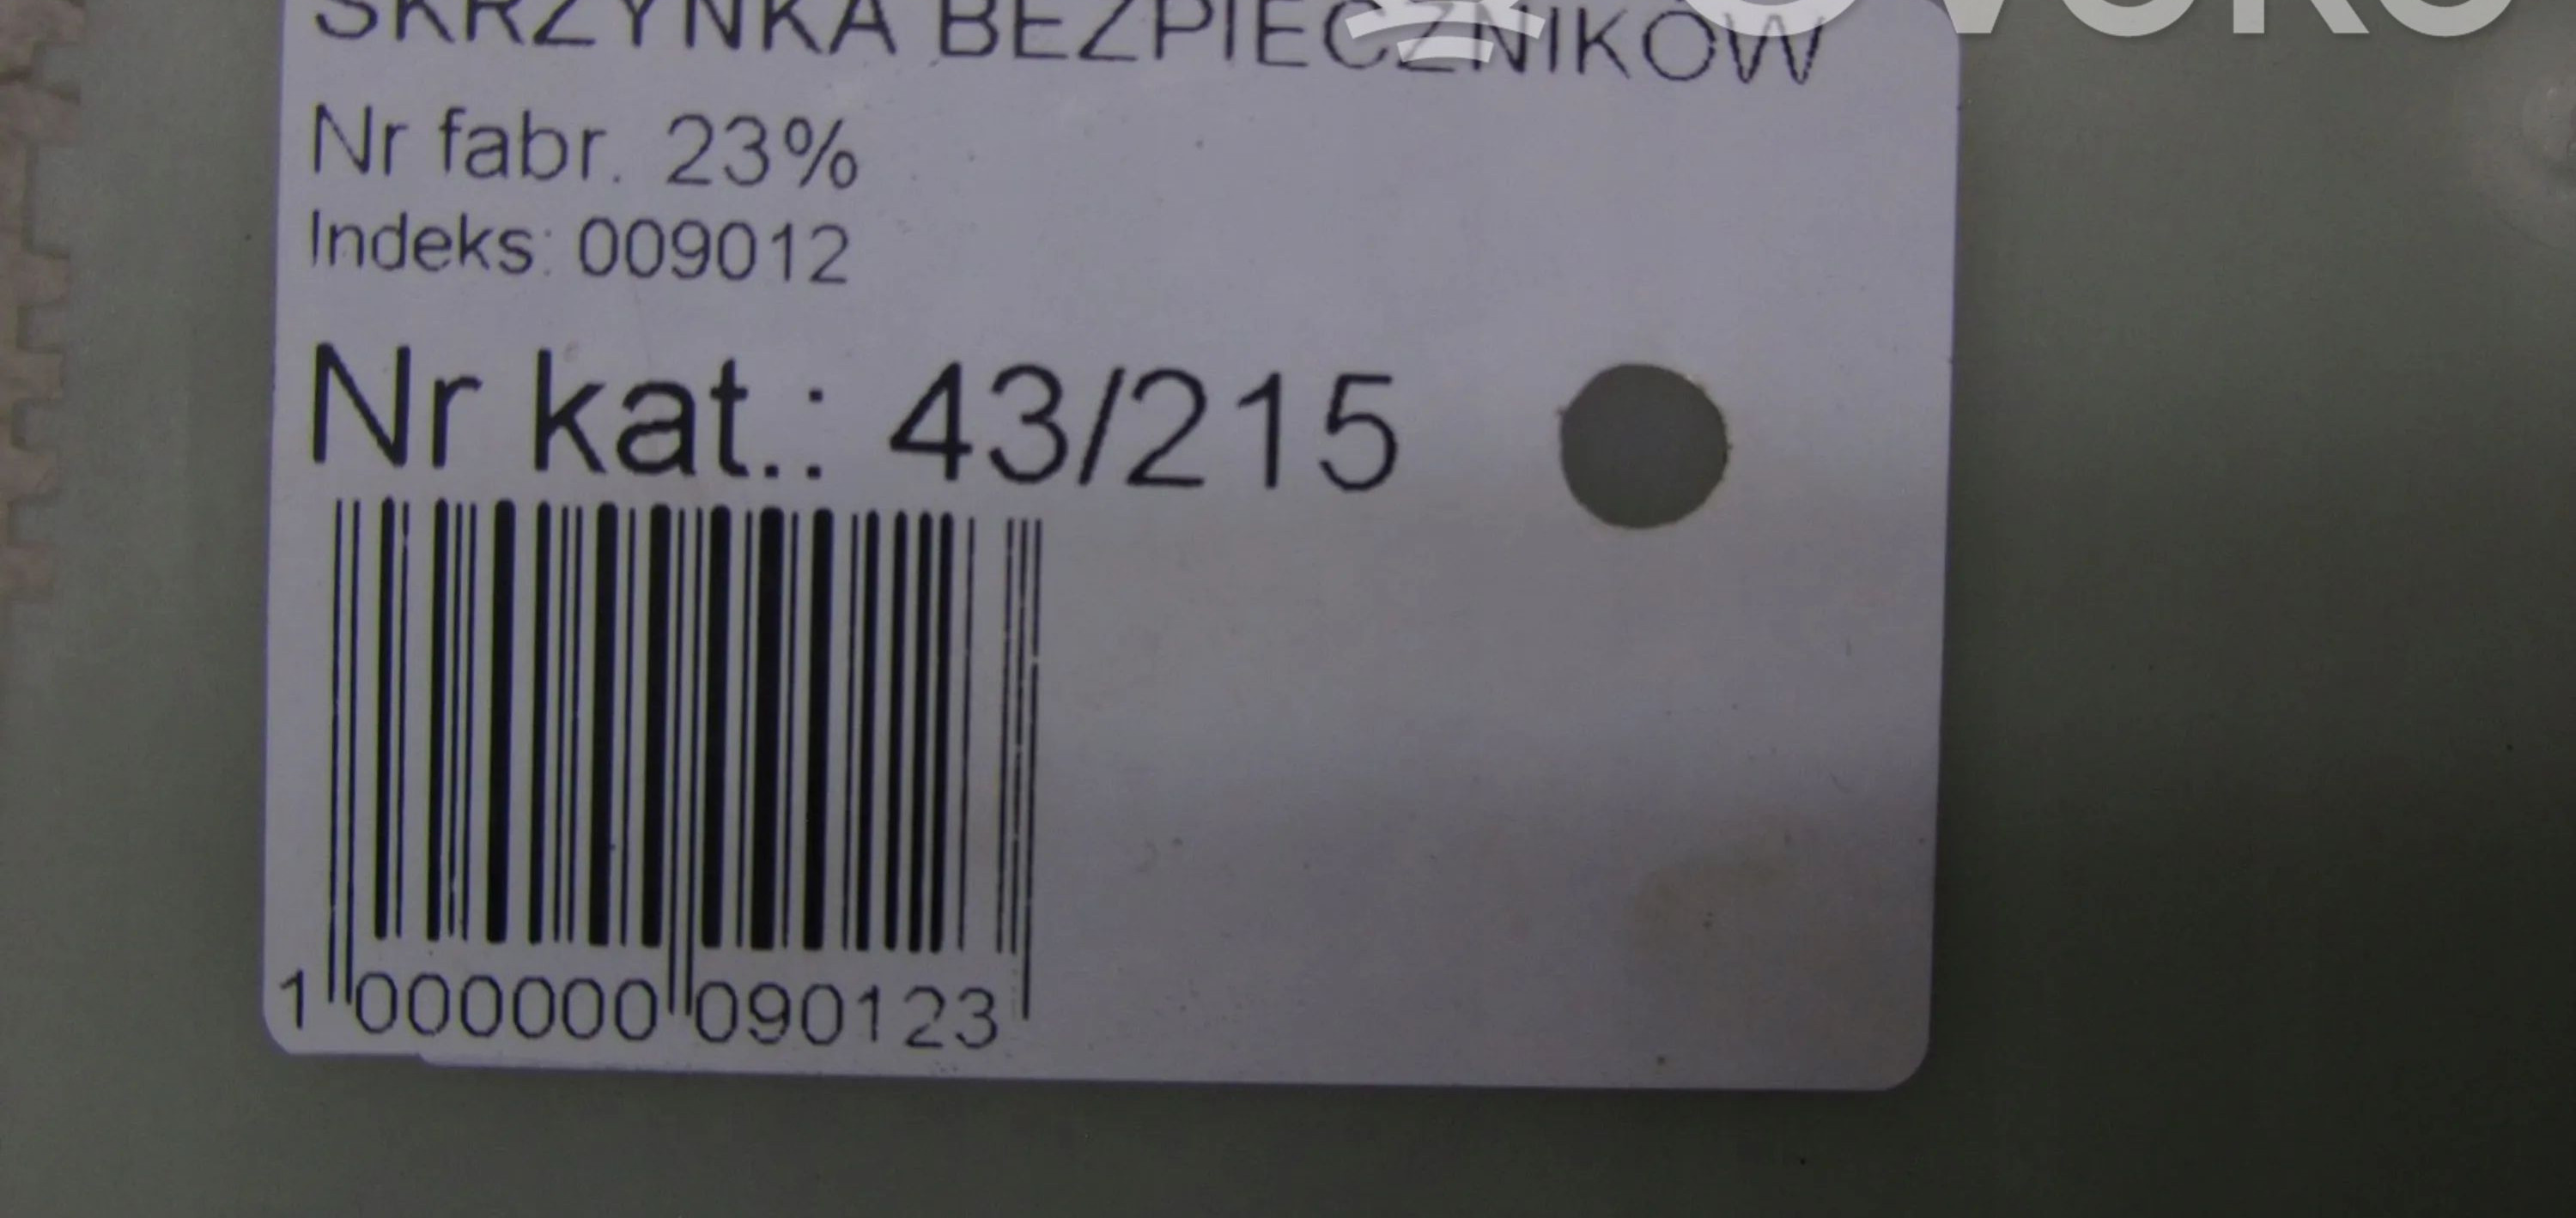 SKRZYNKA BEZPIECZNIKÓW
Nr fabr. 23%
Indeks: 009012
Nr kat.: 43/215
1 000000 090123